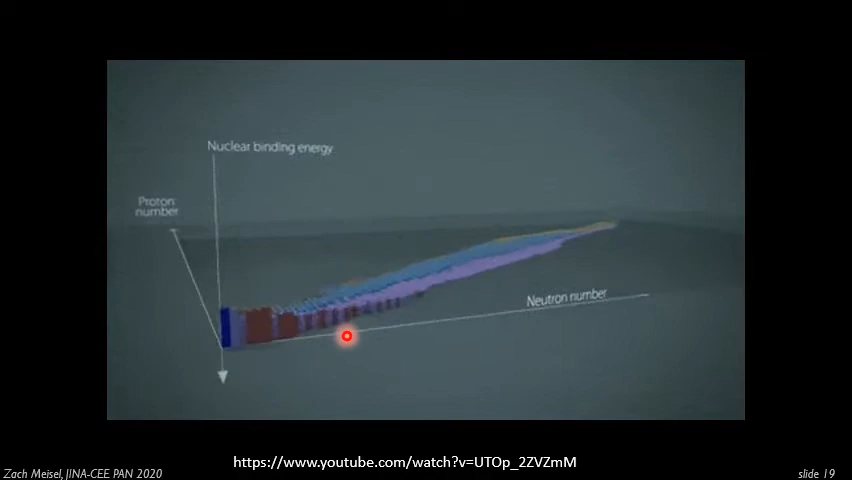 Nuclear binding energy
Proton
number
Neutron number
https://www.youtube.com/watch?v=UTOp_2ZVZmM
Zach Meisel, JINA-CEE PAN 2020
slide 19